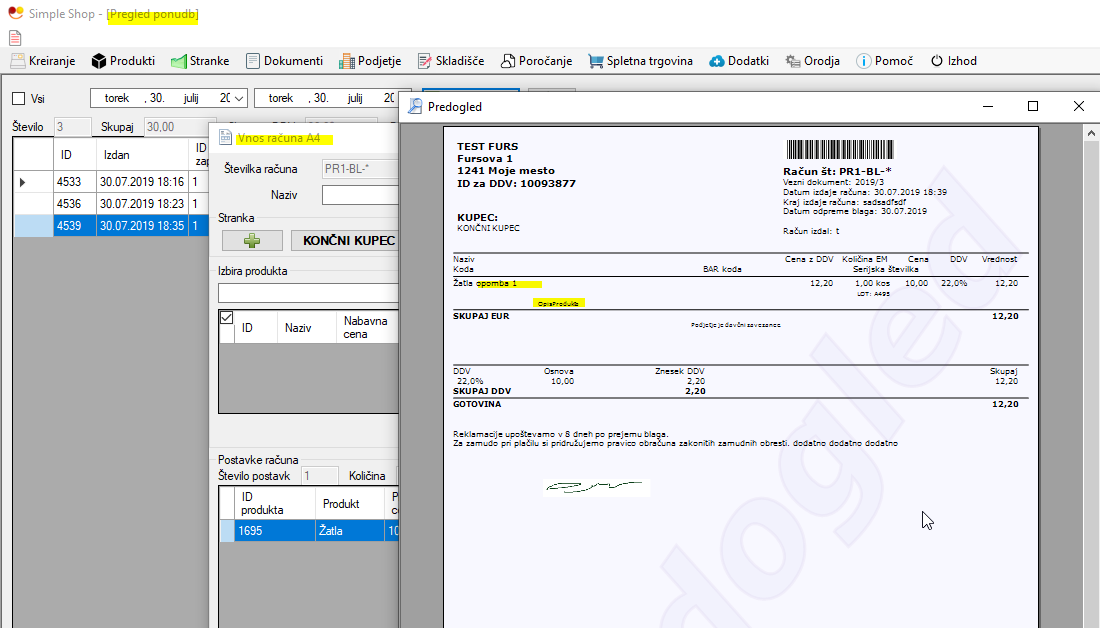 Simple Shop - [Pregled ponudb]
Kreiranje Produkti Stranke Dokumenti Podjetje Skladišče Poročanje Spletna trgovina Dodatki Orodja Pomoč Izhod
Vsi torek , 30. julij 20 torek , 30. julij 20
Število 3 Skupaj 30,00
ID Izdan ID
4533 30.07.2019 18:16 1
4536 30.07.2019 18:23 1
4539 30.07.2019 18:35 1
Vnos računa A4
Številka računa PR1-BL-*
Naziv
Stranka
KONČNI KUPEC
Izbira produkta
ID Naziv Nabavna
cena
Postavke računa
Število postavk 1 Količina
ID
produkta Produkt
1695 Žatla 10
Predogled
TEST FURS
Fursova 1
1241 Moje mesto
ID za DDV: 10093877
KUPEC:
KONČNI KUPEC
Račun št: PR1-BL-*
Vezni dokument: 2019/3
Datum izdaje računa: 30.07.2019 18:39
Kraj izdaje računa: sadsadfsdf
Datum odpreme blaga: 30.07.2019
Račun izdal: t
Naziv Cena z DDV Količina EM Cena DDV Vrednost
Koda BAR koda Serijska številka
Žatla opomba 1 12,20 1,00 kos 10,00 22,0% 12,20
LOT: A495
OpisProdukta
SKUPAJ EUR 12,20
Podjetje je davčni zavezanec.
DDV Osnova Znesek DDV Skupaj
22,0% 10,00 2,20 12,20
SKUPAJ DDV 2,20
GOTOVINA 12,20
Reklamacije upoštevamo v 8 dneh po prejemu blaga.
Za zamudo pri plačilu si pridružujemo pravico obračuna zakonitih zamudnih obresti. dodatno dodatno dodatno
dogled